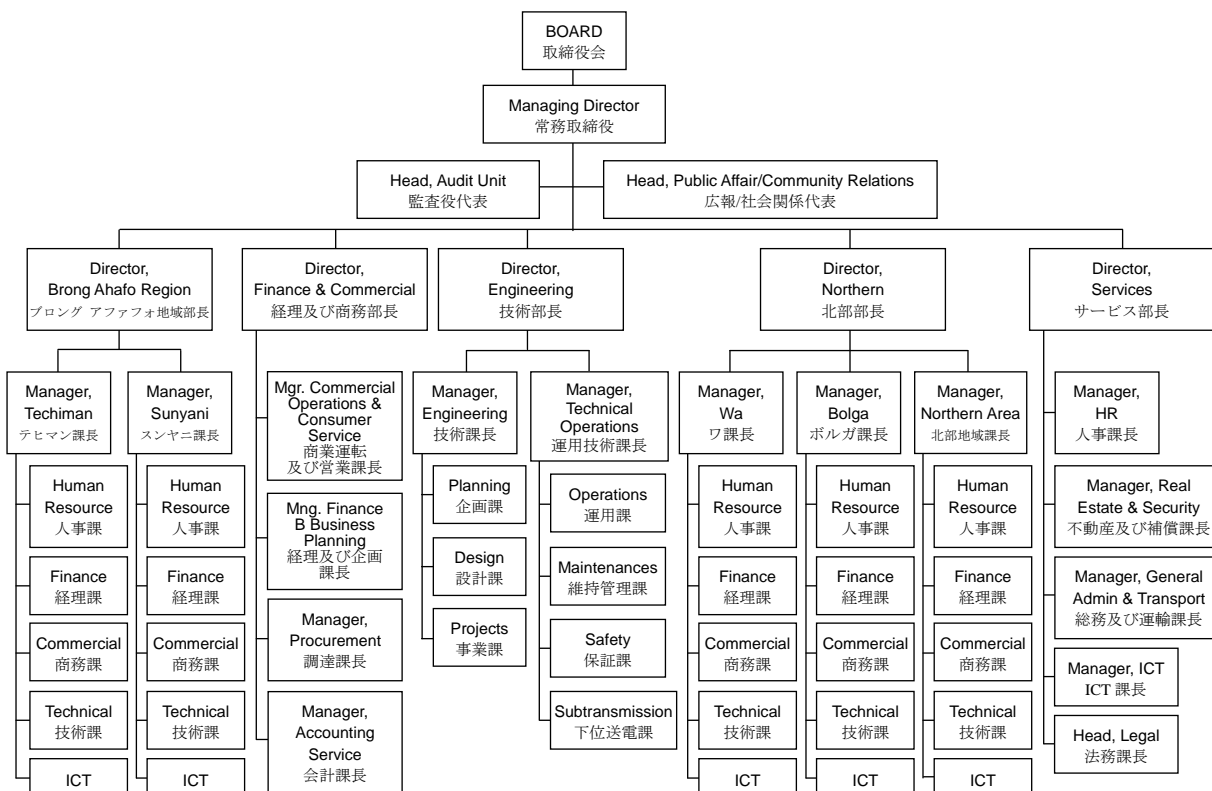 BOARD
取締役会
Managing Director
常務取締役
Head, Audit Unit
監査役代表
Head, Public Affair/Community Relations
広報/社会関係代表
Director,
Brong Ahafo Region
ブロング アファフォ地域部長
Director,
Finance & Commercial
経理及び商務部長
Director,
Engineering
技術部長
Director,
Northern
北部部長
Director,
Services
サービス部長
Manager,
Techiman
テヒマン課長
Human
Resource
人事課
Finance
経理課
Commercial
商務課
Technical
技術課
ICT
Manager,
Sunyani
スンヤニ課長
Human
Resource
人事課
Finance
経理課
Commercial
商務課
Technical
技術課
ICT
Mgr. Commercial
Operations &
Consumer
Service
商業運転
及び営業課長
Mng. Finance
B Business
Planning
経理及び企画
課長
Manager,
Procurement
調達課長
Manager,
Accounting
Service
会計課長
Manager,
Engineering
技術課長
Planning
企画課
Design
設計課
Projects
事業課
Manager,
Technical
Operations
運用技術課長
Operations
運用課
Maintenances
維持管理課
Safety
保証課
Subtransmission
下位送電課
Manager,
Wa
ワ課長
Human
Resource
人事課
Finance
経理課
Commercial
商務課
Technical
技術課
ICT
Manager,
Bolga
ボルガ課長
Human
Resource
人事課
Finance
経理課
Commercial
商務課
Technical
技術課
ICT
Manager,
Northern Area
北部地域課長
Human
Resource
人事課
Finance
経理課
Commercial
商務課
Technical
技術課
ICT
Manager,
HR
人事課長
Manager, Real
Estate & Security
不動産及び補償課長
Manager, General
Admin & Transport
総務及び運輸課長
Manager, ICT
ICT 課長
Head, Legal
法務課長